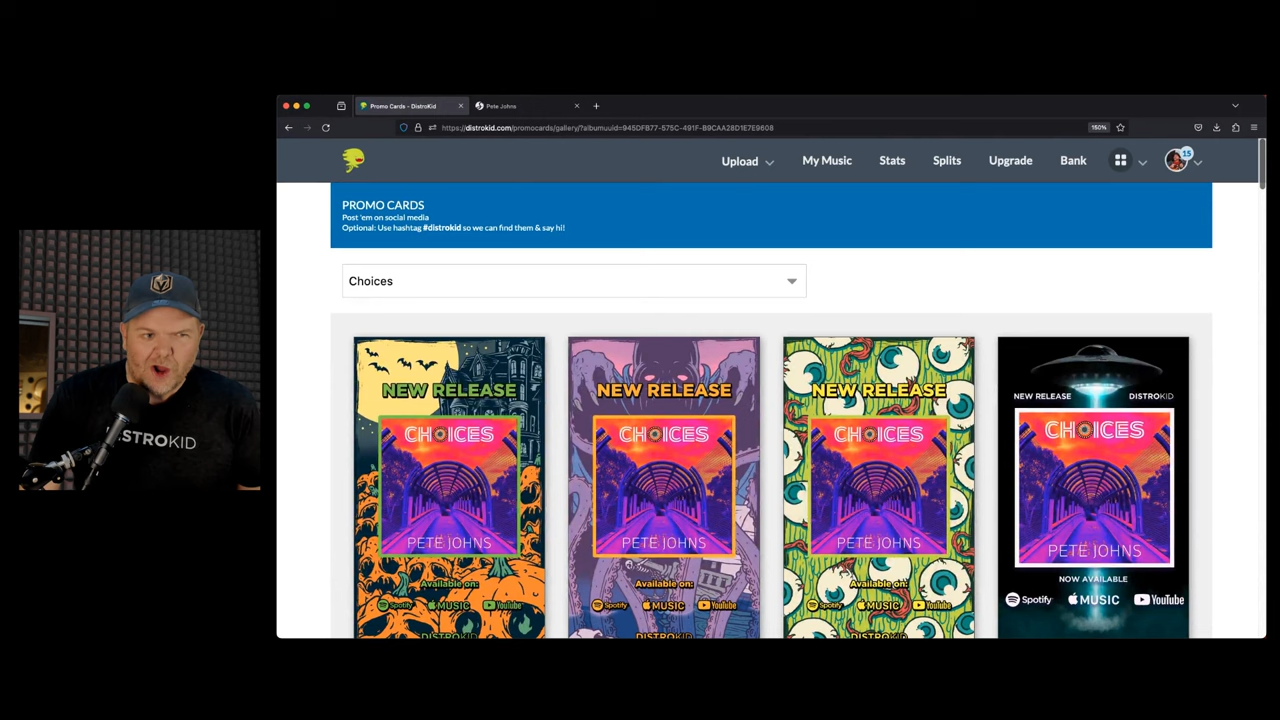 Promo Cards - DistroKid
Pete Johns
https://distrokid.com/promocards/gallery/?albumuuid=945DFB77-575C-491F-B9CAA28D1E7E9608
150%
Upload
My Music
Stats
Splits
Upgrade
Bank
15
PROMO CARDS
Post 'em on social media
Optional: Use hashtag #distrokid so we can find them & say hi!
Choices
NEW RELEASE
CHOICES
PETE JOHNS
Available on:
Spotify MUSIC YouTube
DISTROKID
NEW RELEASE
CHOICES
PETE JOHNS
Available on:
Spotify MUSIC YouTube
DISTROKID
NEW RELEASE
CHOICES
PETE JOHNS
Available on:
Spotify MUSIC YouTube
DISTROKID
NEW RELEASE DISTROKID
CHOICES
PETE JOHNS
NOW AVAILABLE
Spotify MUSIC YouTube
DISTROKID